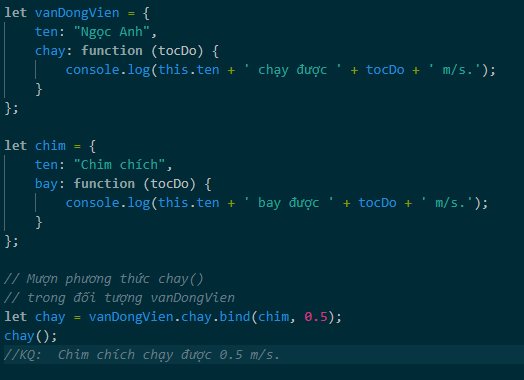 let vanDongVien = {
    ten: "Ngọc Anh",
    chay: function (tocDo) {
        console.log(this.ten + ' chạy được ' + tocDo + ' m/s.');
    }
};

let chim = {
    ten: "Chim chích",
    bay: function (tocDo) {
        console.log(this.ten + ' bay được ' + tocDo + ' m/s.');
    }
};

// Mượn phương thức chay()
// trong đối tượng vanDongVien
let chay = vanDongVien.chay.bind(chim, 0.5);
chay();
//KQ:  Chim chích chạy được 0.5 m/s.